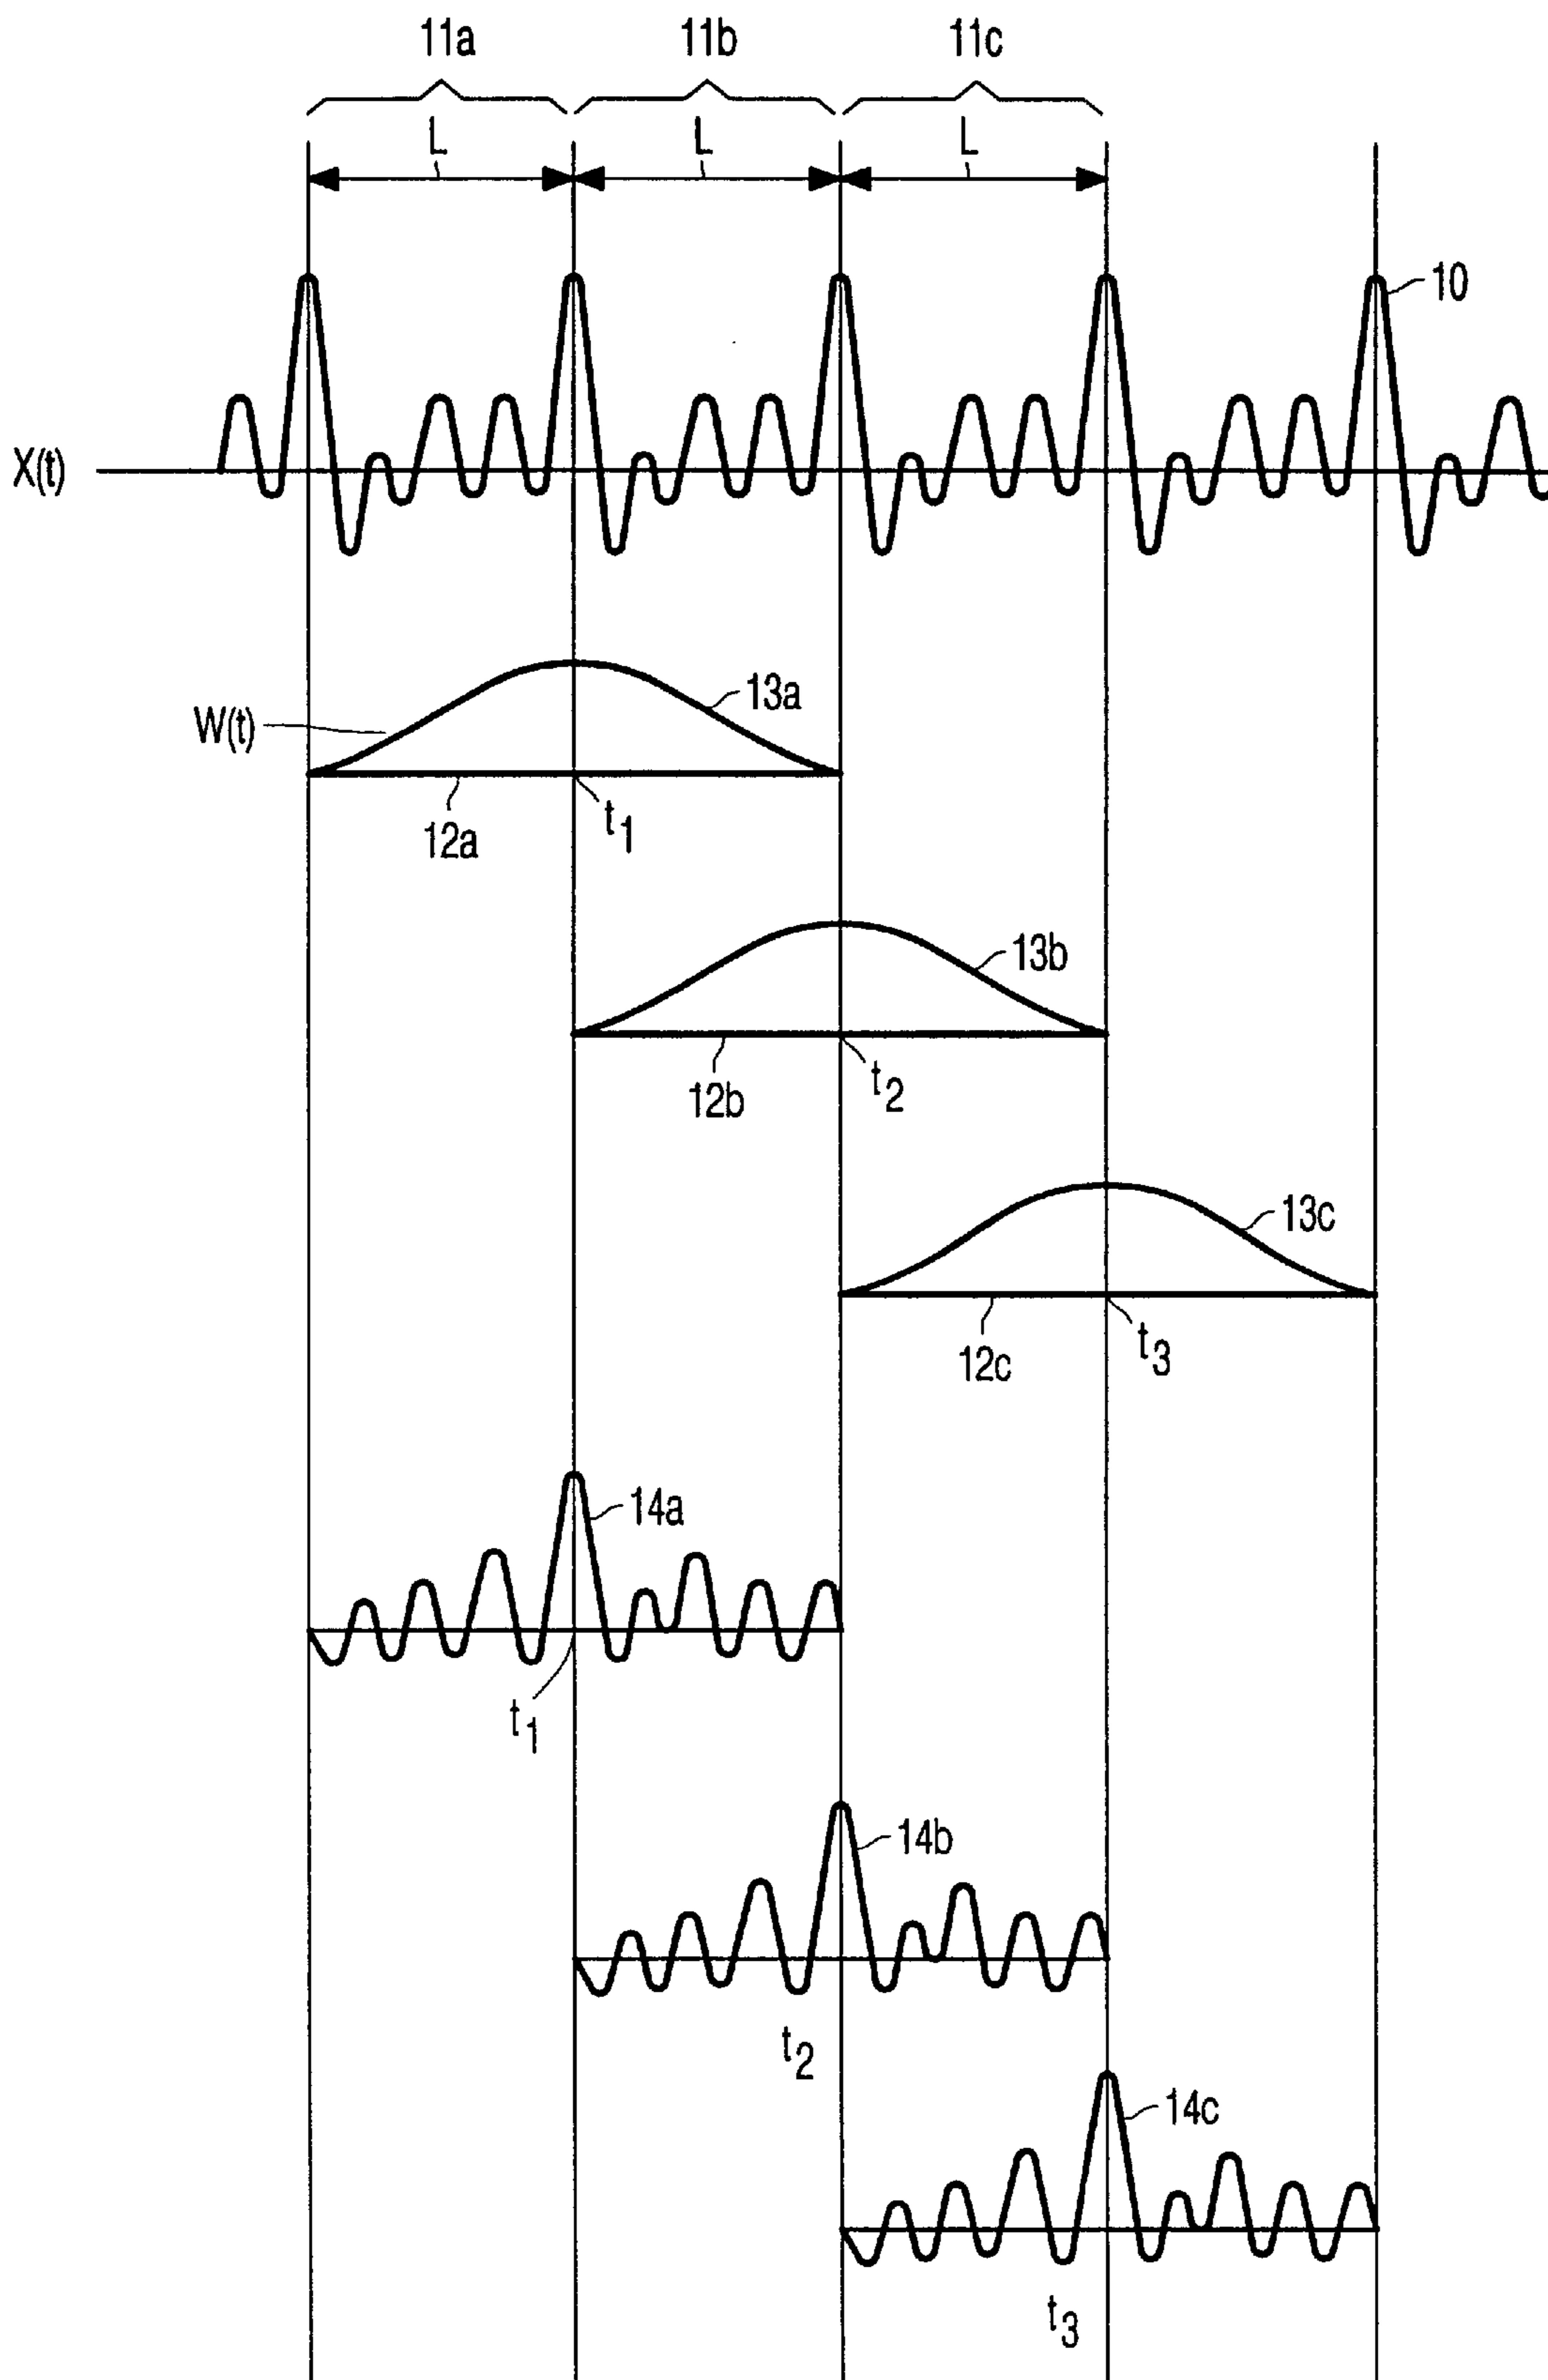 11a 11b 11c
L L L
10
X(t)
13a
W(t)
t1
12a
13b
t2
12b
13c
t3
12c
14a
t1
14b
t2
14c
t3